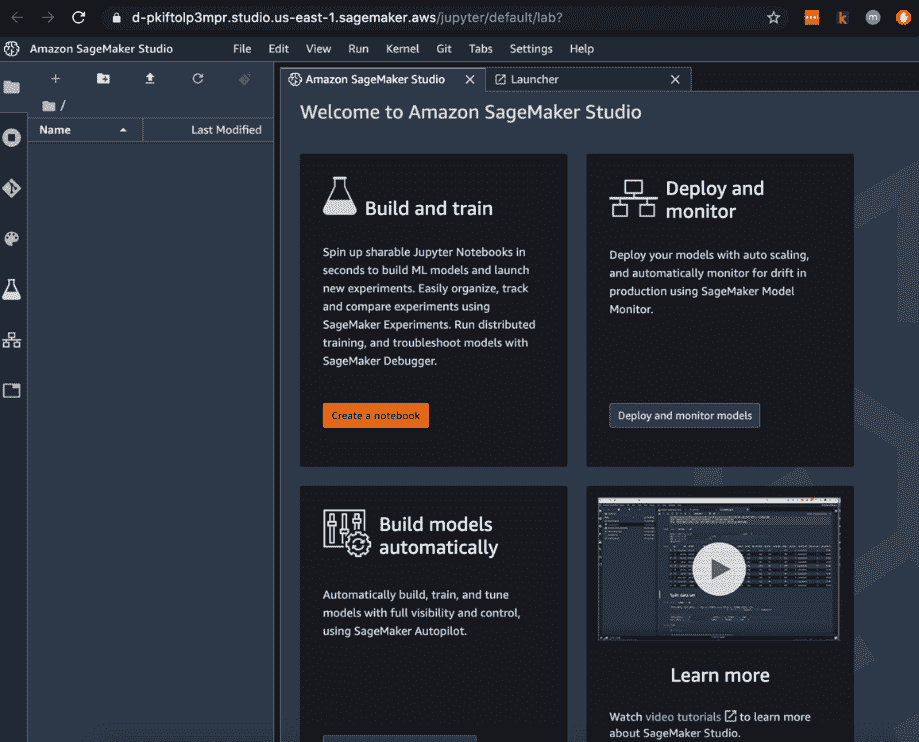 d-pkiftolp3mpr.studio.us-east-1.sagemaker.aws/jupyter/default/lab?
k
m
Amazon SageMaker Studio File Edit View Run Kernel Git Tabs Settings Help
Amazon SageMaker Studio
Launcher
/
Name
Last Modified
Welcome to Amazon SageMaker Studio
Build and train
Spin up sharable Jupyter Notebooks in
seconds to build ML models and launch
new experiments. Easily organize, track
and compare experiments using
SageMaker Experiments. Run distributed
training, and troubleshoot models with
SageMaker Debugger.
Create a notebook
Deploy and
monitor
Deploy your models with auto scaling,
and automatically monitor for drift in
production using SageMaker Model
Monitor.
Deploy and monitor models
Build models
automatically
Automatically build, train, and tune
models with full visibility and control,
using SageMaker Autopilot.
Split data set
Learn more
Watch video tutorials to learn more
about SageMaker Studio.